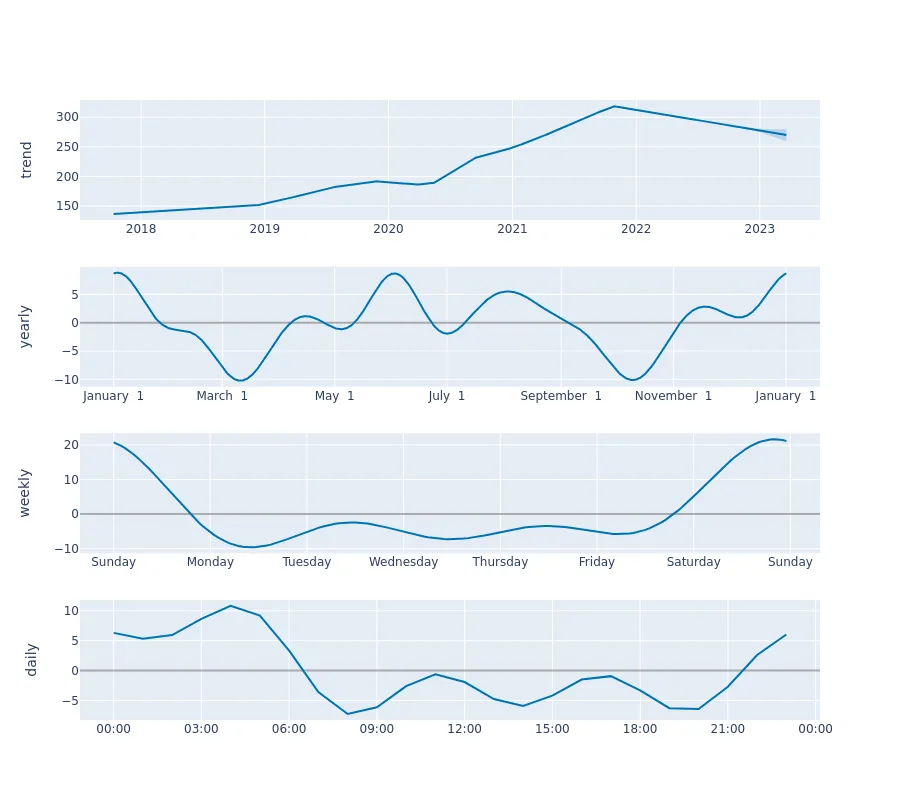 trend
300
250
200
150
2018 2019 2020 2021 2022 2023
yearly
5
0
−5
−10
January 1 March 1 May 1 July 1 September 1 November 1 January 1
weekly
20
10
0
−10
Sunday Monday Tuesday Wednesday Thursday Friday Saturday Sunday
daily
10
5
0
−5
00:00 03:00 06:00 09:00 12:00 15:00 18:00 21:00 00:00